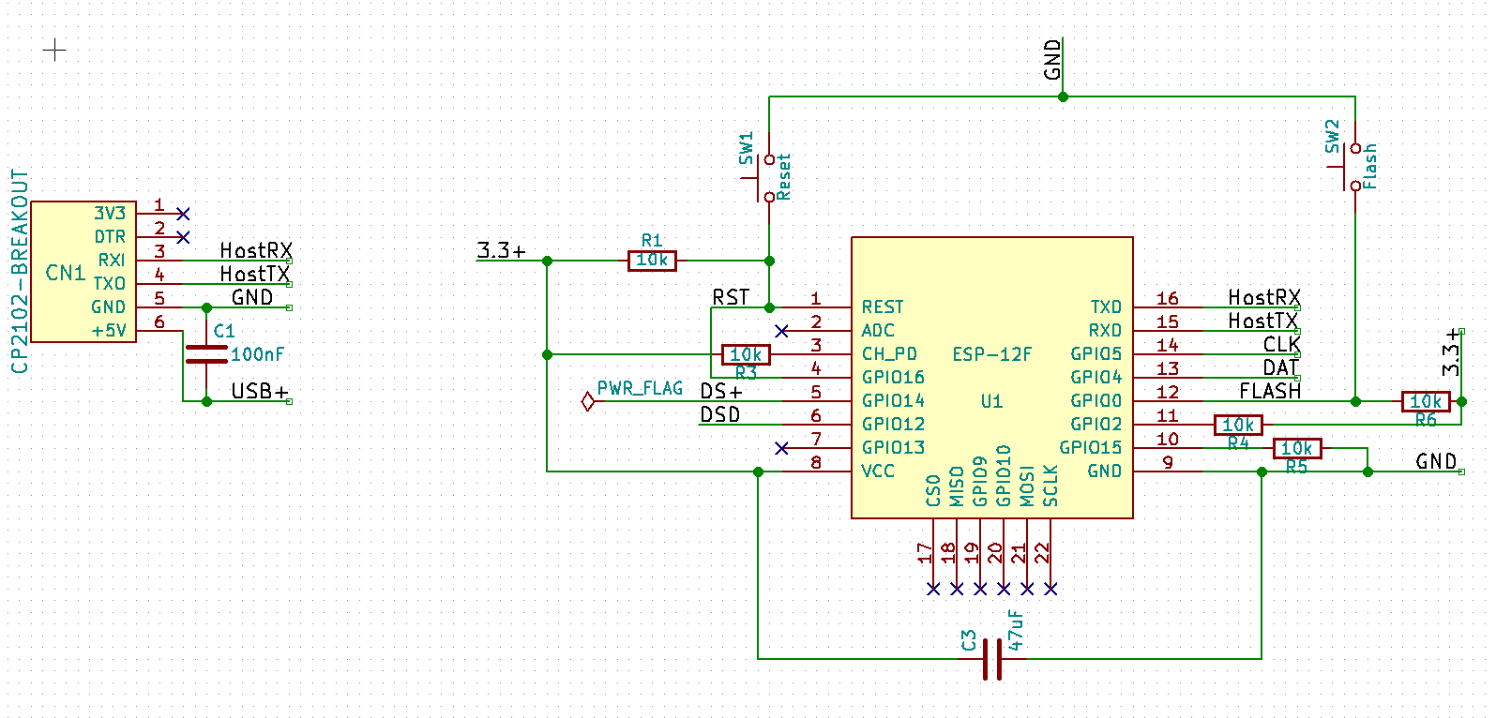 CP2102-BREAKOUT
CN1
3V3
DTR
RXI
TXO
GND
+5V
1
2
3
4
5
6
HostRX
HostTX
GND
USB+
C1
100nF
GND
SW1
Reset
SW2
Flash
3.3+
R1
10k
RST
10k
R3
PWR_FLAG
DS+
DSD
1
2
3
4
5
6
7
8
REST
ADC
CH_PD
GPIO16
GPIO14
GPIO12
GPIO13
VCC
ESP-12F
U1
TXD
RXD
GPIO5
GPIO4
GPIO0
GPIO2
GPIO15
GND
16
15
14
13
12
11
10
9
HostRX
HostTX
CLK
DAT
FLASH
3.3+
10k
R6
10k
R4
10k
R5
GND
CS0
MISO
GPIO9
GPIO10
MOSI
SCLK
17
18
19
20
21
22
C3
47uF